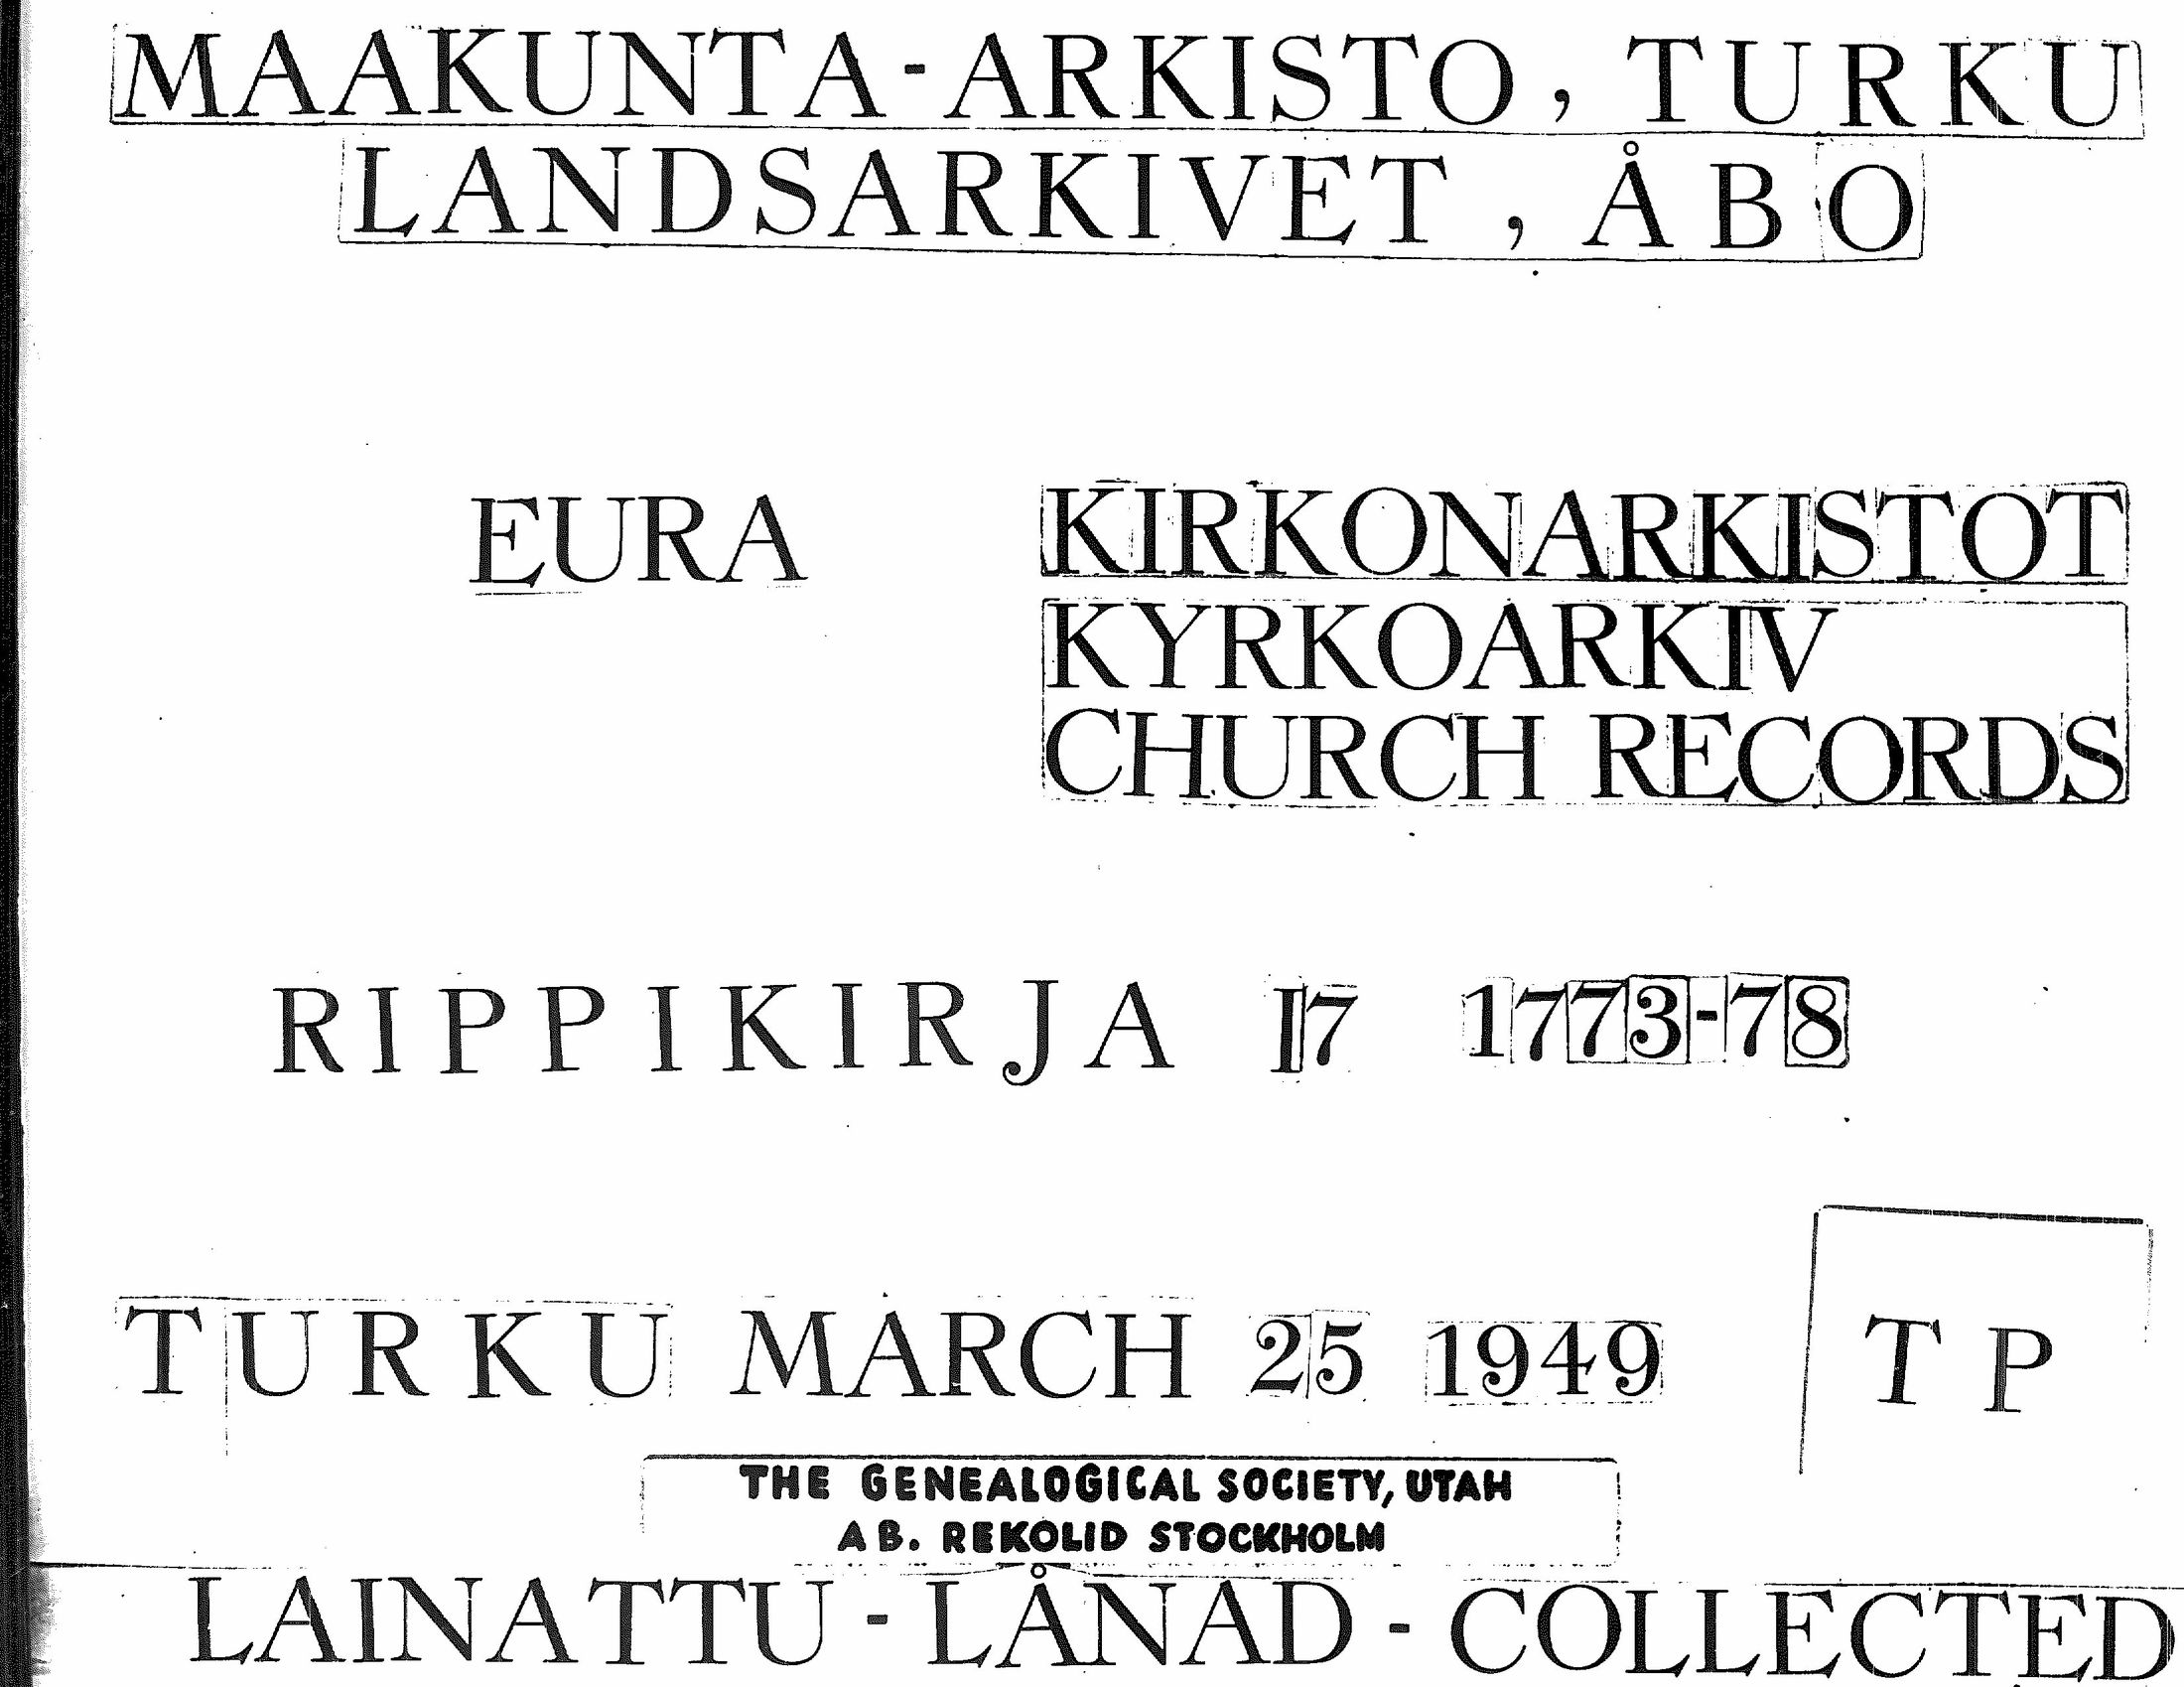 MAAKUNTA-ARKISTO, TURKU
LANDSARKIVET, ÅBO
EURA KIRKONARKISTOT
KYRKOARKIV
CHURCH RECORDS
RIPPIKIRJA I7 1773-78
TURKU MARCH 25 1949 TP
THE GENEALOGICAL SOCIETY, UTAH
AB. REKOLID STOCKHOLM
LAINATTU - LÅNAD - COLLECTED